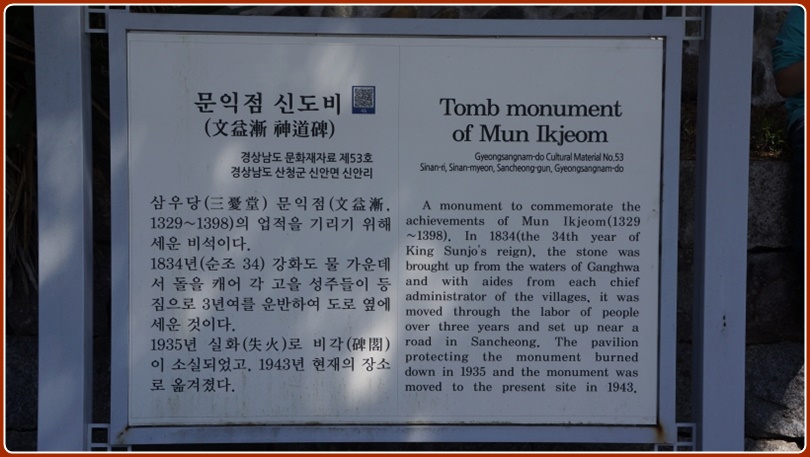 문익점 신도비
(文益漸 神道碑)
경상남도 문화재자료 제53호
경상남도 산청군 신안면 신안리
삼우당(三憂堂) 문익점(文益漸,
1329~1398)의 업적을 기리기 위해
세운 비석이다.
1834년(순조 34) 강화도 물 가운데
서 돌을 캐어 각 고을 성주들이 등
짐으로 3년여를 운반하여 도로 옆에
세운 것이다.
1935년 실화(失火)로 비각(碑閣)
이 소실되었고, 1943년 현재의 장소
로 옮겨졌다.
Tomb monument
of Mun Ikjeom
Gyeongsangnam-do Cultural Material No.53
Sinan-ri, Sinan-myeon, Sancheong-gun, Gyeongsangnam-do
A monument to commemorate the
achievements of Mun Ikjeom(1329
~1398). In 1834(the 34th year of
King Sunjo's reign), the stone was
brought up from the waters of Ganghwa
and with aides from each chief
administrator of the villages, it was
moved through the labor of people
over three years and set up near a
road in Sancheong. The pavilion
protecting the monument burned
down in 1935 and the monument was
moved to the present site in 1943.